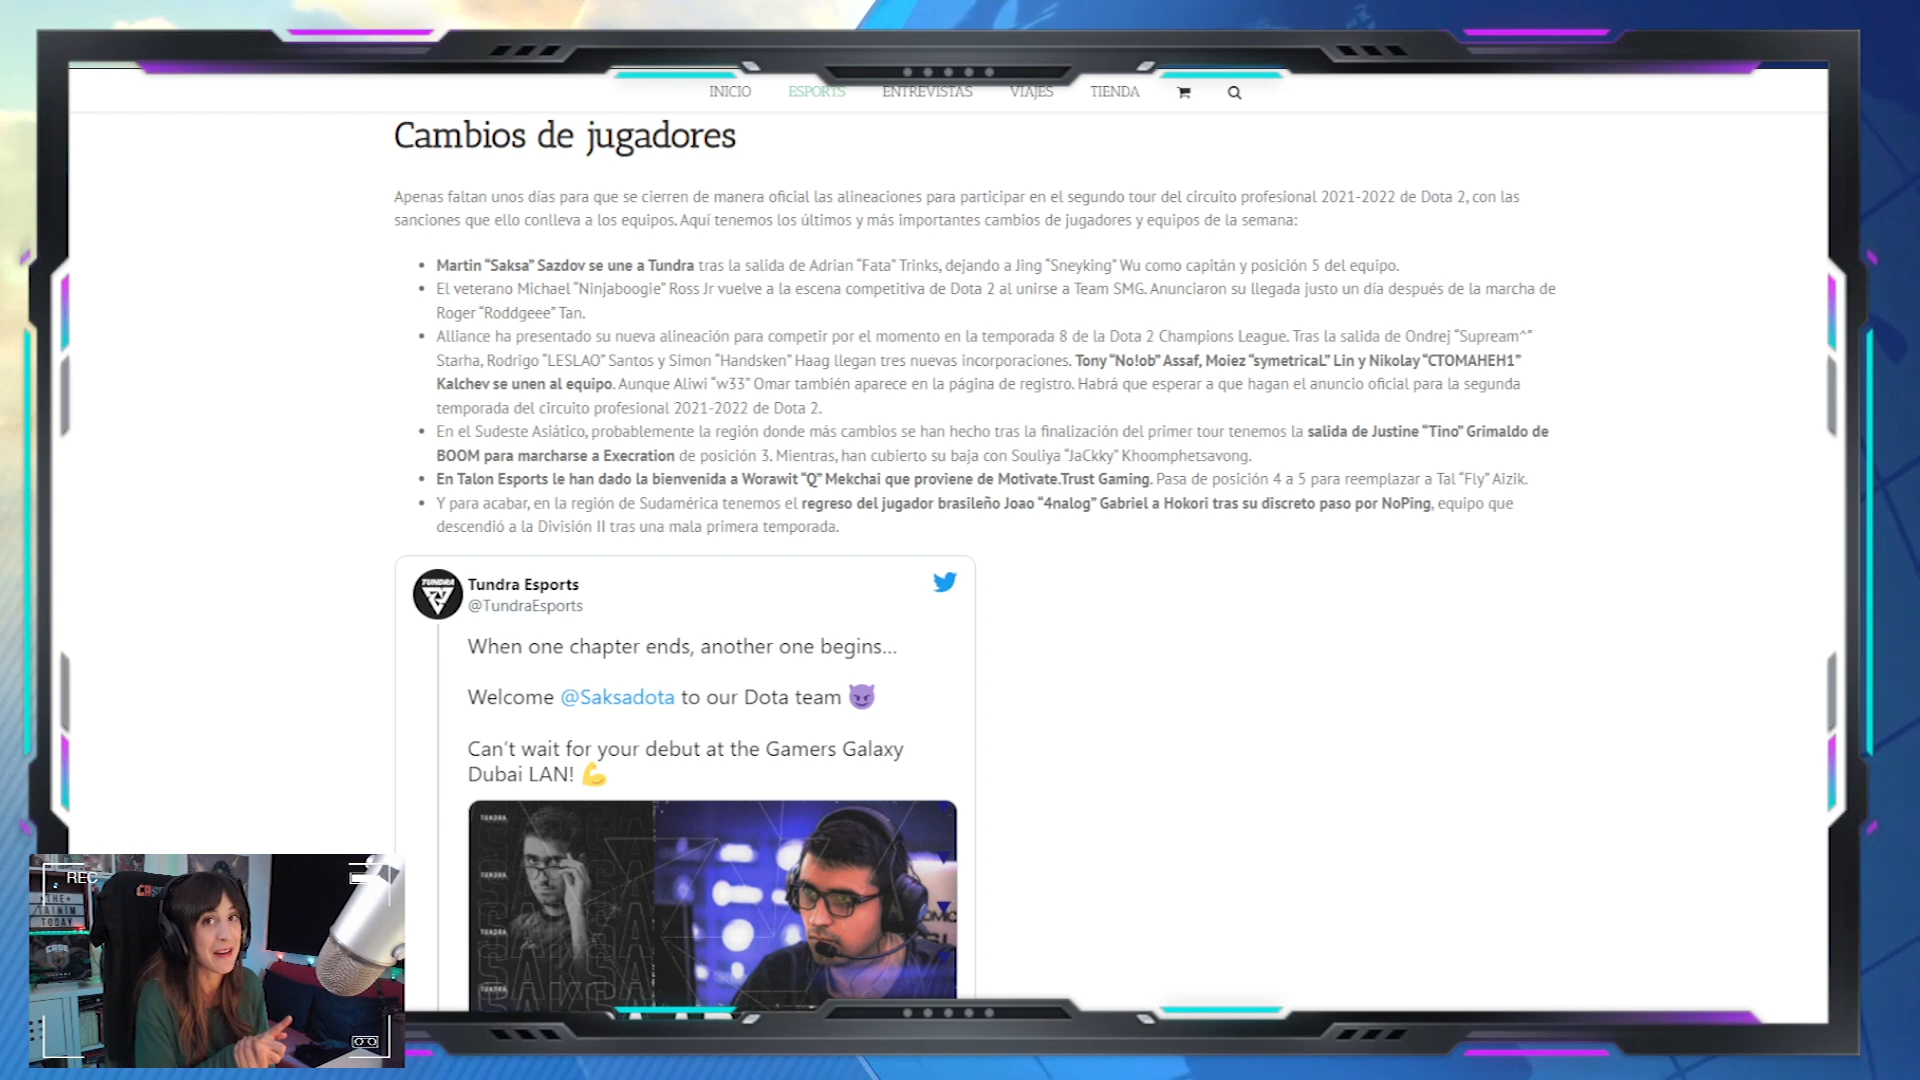 INICIO ESPORTS ENTREVISTAS VIAJES TIENDA
Cambios de jugadores
Apenas faltan unos días para que se cierren de manera oficial las alineaciones para participar en el segundo tour del circuito profesional 2021-2022 de Dota 2, con las
sanciones que ello conlleva a los equipos. Aquí tenemos los últimos y más importantes cambios de jugadores y equipos de la semana:
• Martin “Saksa” Sazdov se une a Tundra tras la salida de Adrian “Fata” Trinks, dejando a Jing “Sneyking” Wu como capitán y posición 5 del equipo.
• El veterano Michael “Ninjaboogie” Ross Jr vuelve a la escena competitiva de Dota 2 al unirse a Team SMG. Anunciaron su llegada justo un día después de la marcha de
Roger “Roddgeee” Tan.
• Alliance ha presentado su nueva alineación para competir por el momento en la temporada 8 de la Dota 2 Champions League. Tras la salida de Ondrej “Supream^”
Starha, Rodrigo “LESLAO” Santos y Simon “Handsken” Haag llegan tres nuevas incorporaciones. Tony “No!ob” Assaf, Moiez “symetricaL” Lin y Nikolay “CTOMAHEH1”
Kalchev se unen al equipo. Aunque Aliwi “w33” Omar también aparece en la página de registro. Habrá que esperar a que hagan el anuncio oficial para la segunda
temporada del circuito profesional 2021-2022 de Dota 2.
• En el Sudeste Asiático, probablemente la región donde más cambios se han hecho tras la finalización del primer tour tenemos la salida de Justine “Tino” Grimaldo de
BOOM para marcharse a Execration de posición 3. Mientras, han cubierto su baja con Souliya “JaCkky” Khoomphetsavong.
• En Talon Esports le han dado la bienvenida a Worawit “Q” Mekchai que proviene de Motivate.Trust Gaming. Pasa de posición 4 a 5 para reemplazar a Tal “Fly” Aizik.
• Y para acabar, en la región de Sudamérica tenemos el regreso del jugador brasileño Joao “4nalog” Gabriel a Hokori tras su discreto paso por NoPing, equipo que
descendió a la División II tras una mala primera temporada.
TUNDRA
Tundra Esports
@TundraEsports
When one chapter ends, another one begins...
Welcome @Saksadota to our Dota team 😈
Can't wait for your debut at the Gamers Galaxy
Dubai LAN! 💪
TUNDRA
TUNDRA
TUNDRA
TUNDRA
SAKSA
REC
THE
TAINIM
TODAY